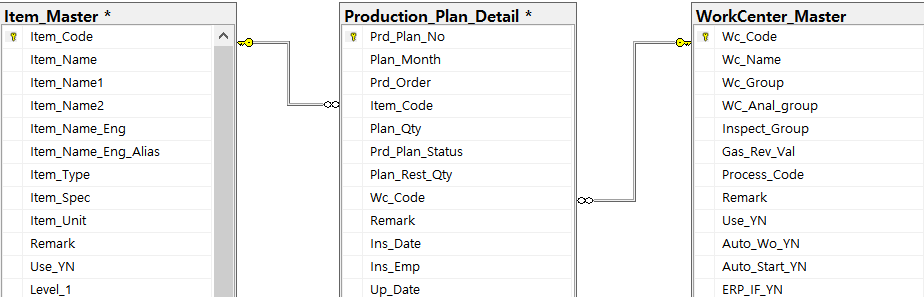 Item_Master *
Item_Code
Item_Name
Item_Name1
Item_Name2
Item_Name_Eng
Item_Name_Eng_Alias
Item_Type
Item_Spec
Item_Unit
Remark
Use_YN
Level_1
Production_Plan_Detail *
Prd_Plan_No
Plan_Month
Prd_Order
Item_Code
Plan_Qty
Prd_Plan_Status
Plan_Rest_Qty
Wc_Code
Remark
Ins_Date
Ins_Emp
Up_Date
WorkCenter_Master
Wc_Code
Wc_Name
Wc_Group
WC_Anal_group
Inspect_Group
Gas_Rev_Val
Process_Code
Remark
Use_YN
Auto_Wo_YN
Auto_Start_YN
ERP_IF_YN